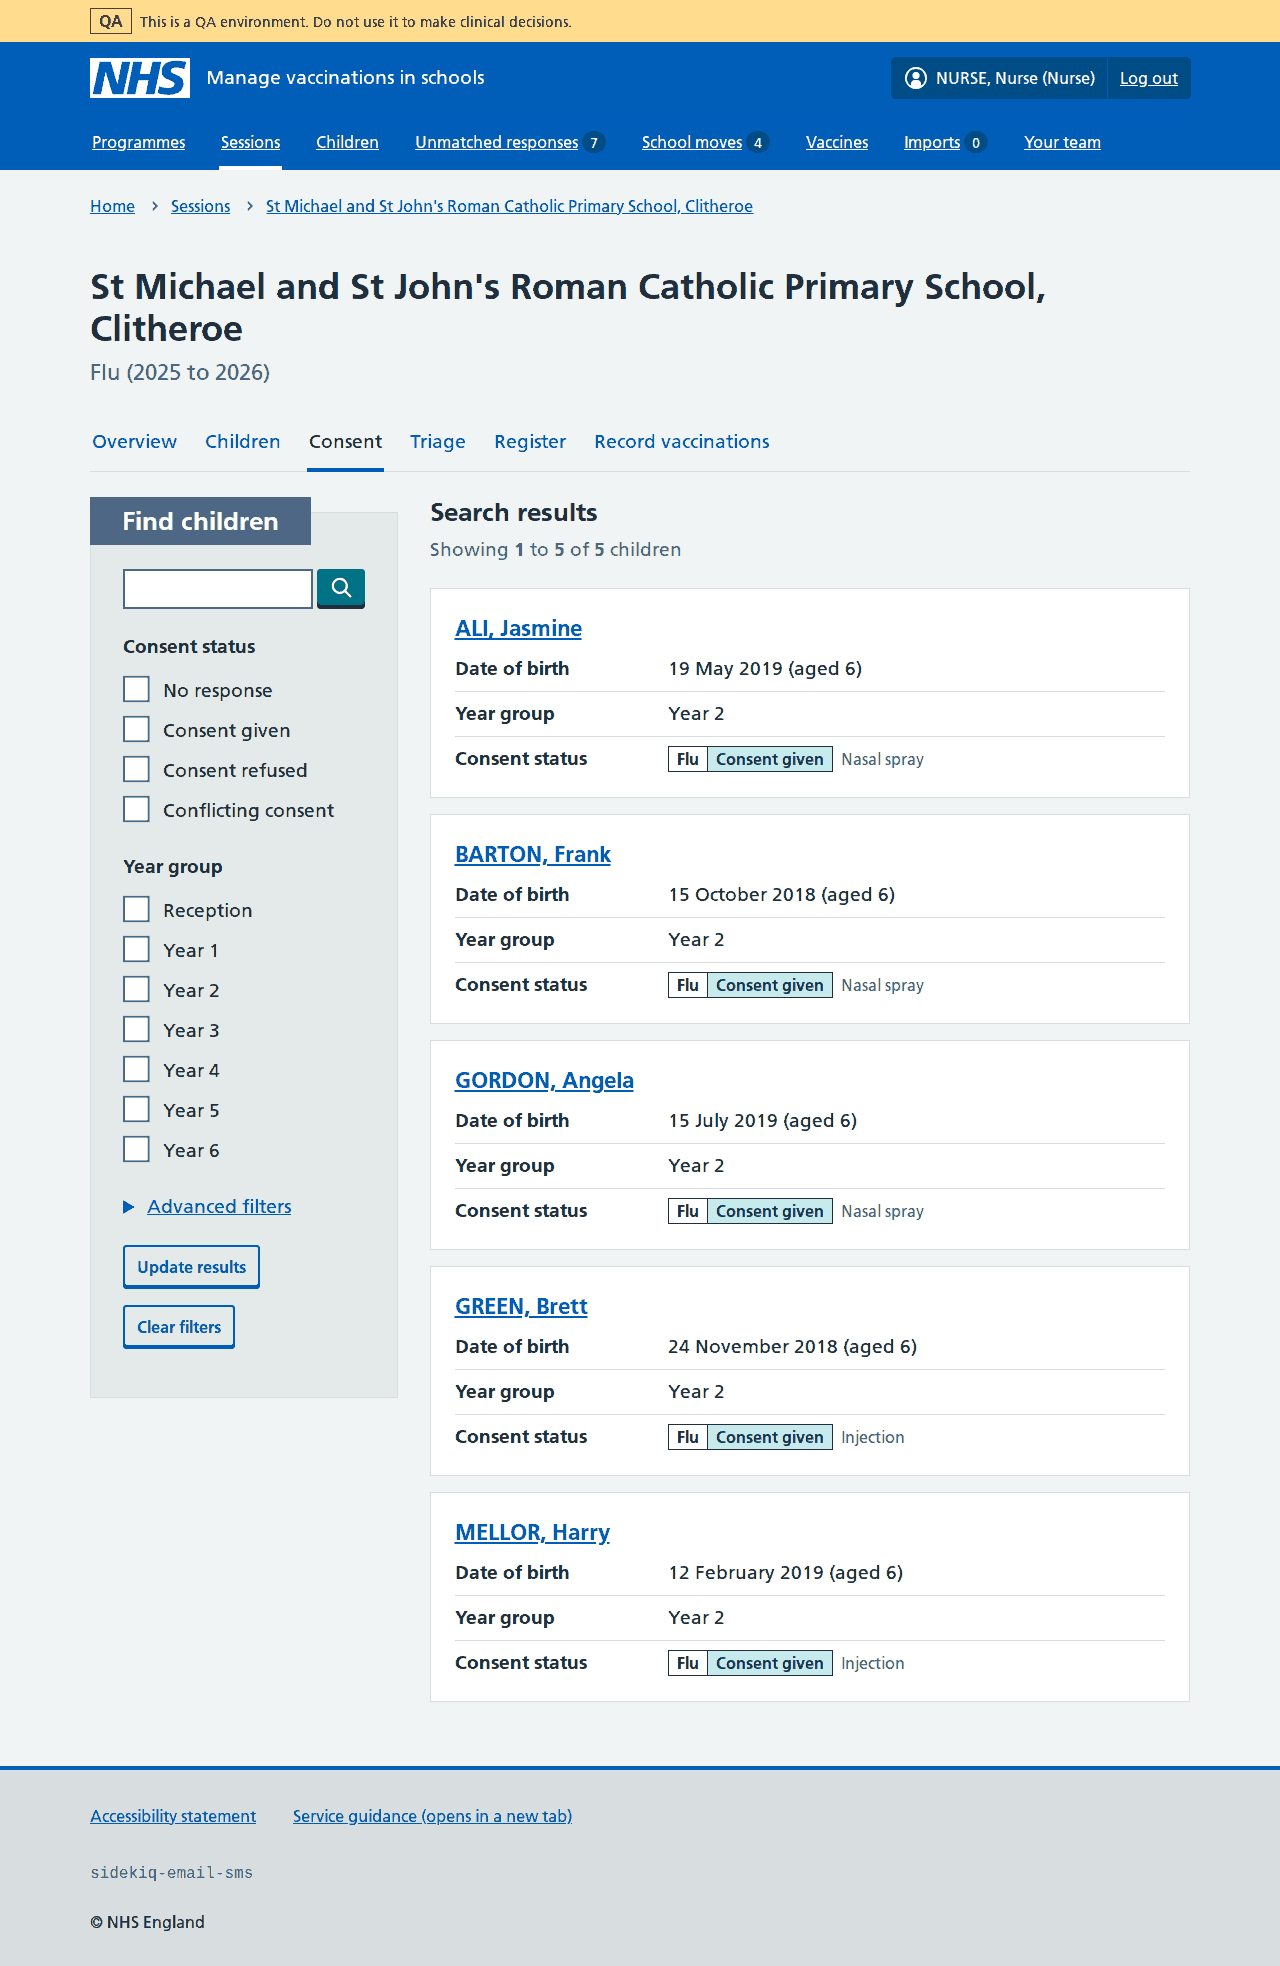 QA This is a QA environment. Do not use it to make clinical decisions.
NHS Manage vaccinations in schools NURSE, Nurse (Nurse) Log out
Programmes Sessions Children Unmatched responses 7 School moves 4 Vaccines Imports 0 Your team
Home › Sessions › St Michael and St John's Roman Catholic Primary School, Clitheroe
St Michael and St John's Roman Catholic Primary School,
Clitheroe
Flu (2025 to 2026)
Overview Children Consent Triage Register Record vaccinations
Find children
Consent status
No response
Consent given
Consent refused
Conflicting consent
Year group
Reception
Year 1
Year 2
Year 3
Year 4
Year 5
Year 6
Advanced filters
Update results
Clear filters
Search results
Showing 1 to 5 of 5 children
ALI, Jasmine
Date of birth 19 May 2019 (aged 6)
Year group Year 2
Consent status Flu Consent given Nasal spray
BARTON, Frank
Date of birth 15 October 2018 (aged 6)
Year group Year 2
Consent status Flu Consent given Nasal spray
GORDON, Angela
Date of birth 15 July 2019 (aged 6)
Year group Year 2
Consent status Flu Consent given Nasal spray
GREEN, Brett
Date of birth 24 November 2018 (aged 6)
Year group Year 2
Consent status Flu Consent given Injection
MELLOR, Harry
Date of birth 12 February 2019 (aged 6)
Year group Year 2
Consent status Flu Consent given Injection
Accessibility statement Service guidance (opens in a new tab)
sidekiq-email-sms
© NHS England